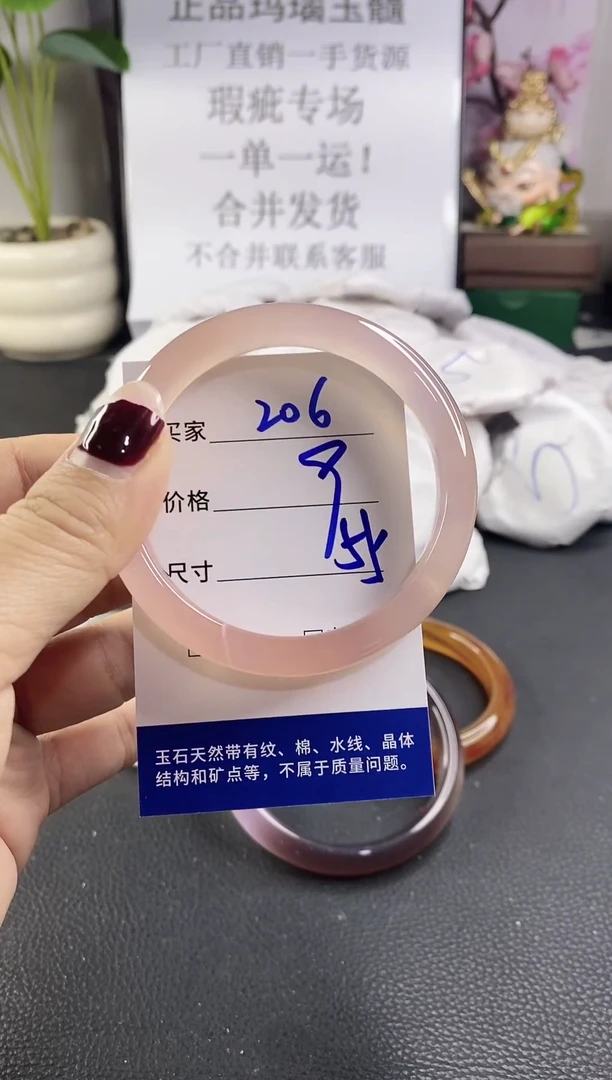 正品玛瑙玉髓
工厂直销一手货源
瑕疵专场
一单一运！
合并发货
不合并联系客服
买家 206
价格
尺寸
玉石天然带有纹、棉、水线、晶体
结构和矿点等，不属于质量问题。